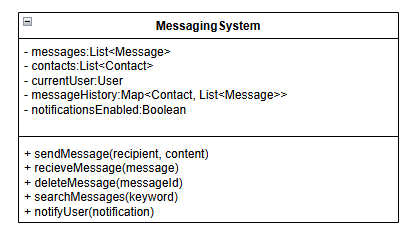 MessagingSystem
- messages:List<Message>
- contacts:List<Contact>
- currentUser:User
- messageHistory:Map<Contact, List<Message>>
- notificationsEnabled:Boolean
+ sendMessage(recipient, content)
+ recieveMessage(message)
+ deleteMessage(messageId)
+ searchMessages(keyword)
+ notifyUser(notification)